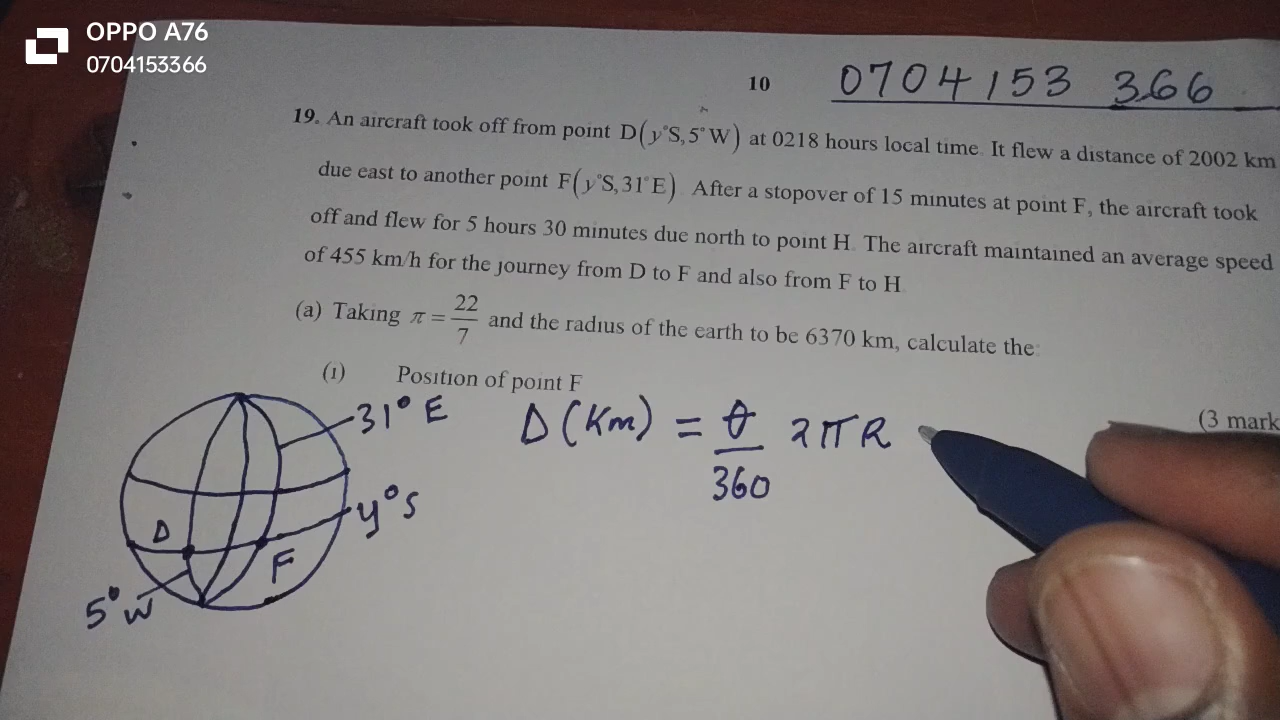 OPPO A76
0704153366
10 0704153 366
19. An aircraft took off from point D(y°S, 5°W) at 0218 hours local time. It flew a distance of 2002 km
due east to another point F(y°S, 31°E) After a stopover of 15 minutes at point F, the aircraft took
off and flew for 5 hours 30 minutes due north to point H. The aircraft maintained an average speed
of 455 km/h for the journey from D to F and also from F to H
(a) Taking π = 22/7 and the radius of the earth to be 6370 km, calculate the:
(i) Position of point F
(3 mark
31° E
D (Km) = θ/360 2πR
y°S
D
F
5°W